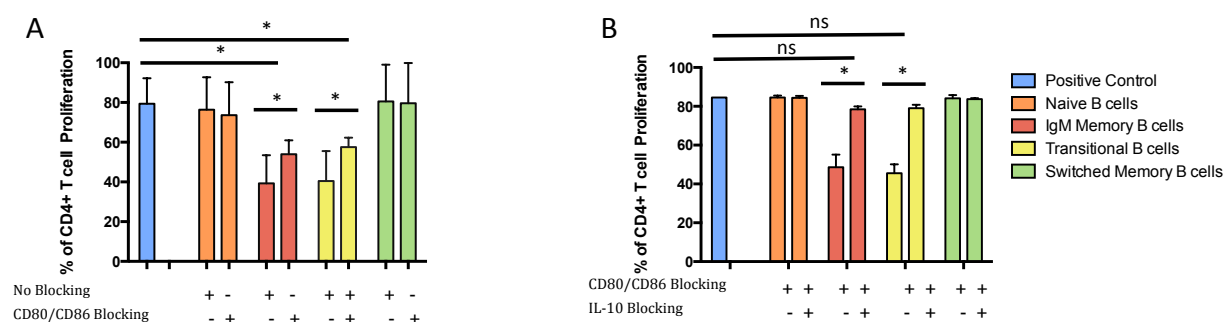 A
*
*
*
*
% of CD4+ T cell Proliferation
100
80
60
40
20
0
No Blocking + - + - + + + -
CD80/CD86 Blocking - + - + - + - +
B
ns
ns
*
*
% of CD4+ T cell Proliferation
100
80
60
40
20
0
CD80/CD86 Blocking + + + + + + + +
IL-10 Blocking - + - + - + - +
Positive Control
Naive B cells
IgM Memory B cells
Transitional B cells
Switched Memory B cells